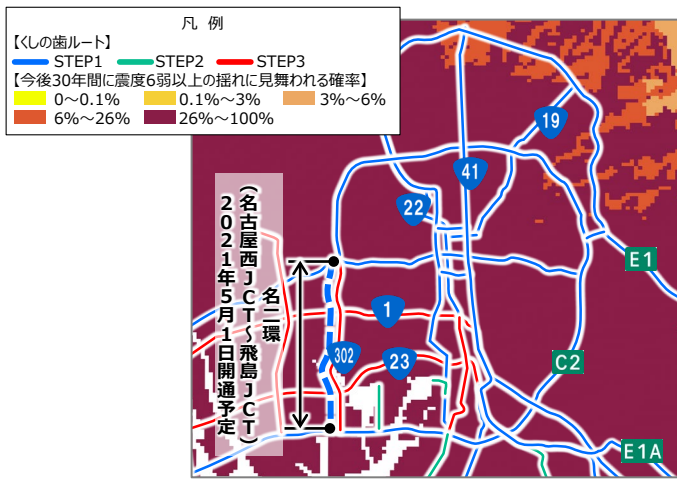 凡 例
【くしの歯ルート】
STEP1 STEP2 STEP3
【今後30年間に震度6弱以上の揺れに見舞われる確率】
0～0.1% 0.1%～3% 3%～6%
6%～26% 26%～100%
19
41
22
E1
名二環
（名古屋西JCT～飛島JCT）
2021年5月1日開通予定
1
302
23
C2
E1A